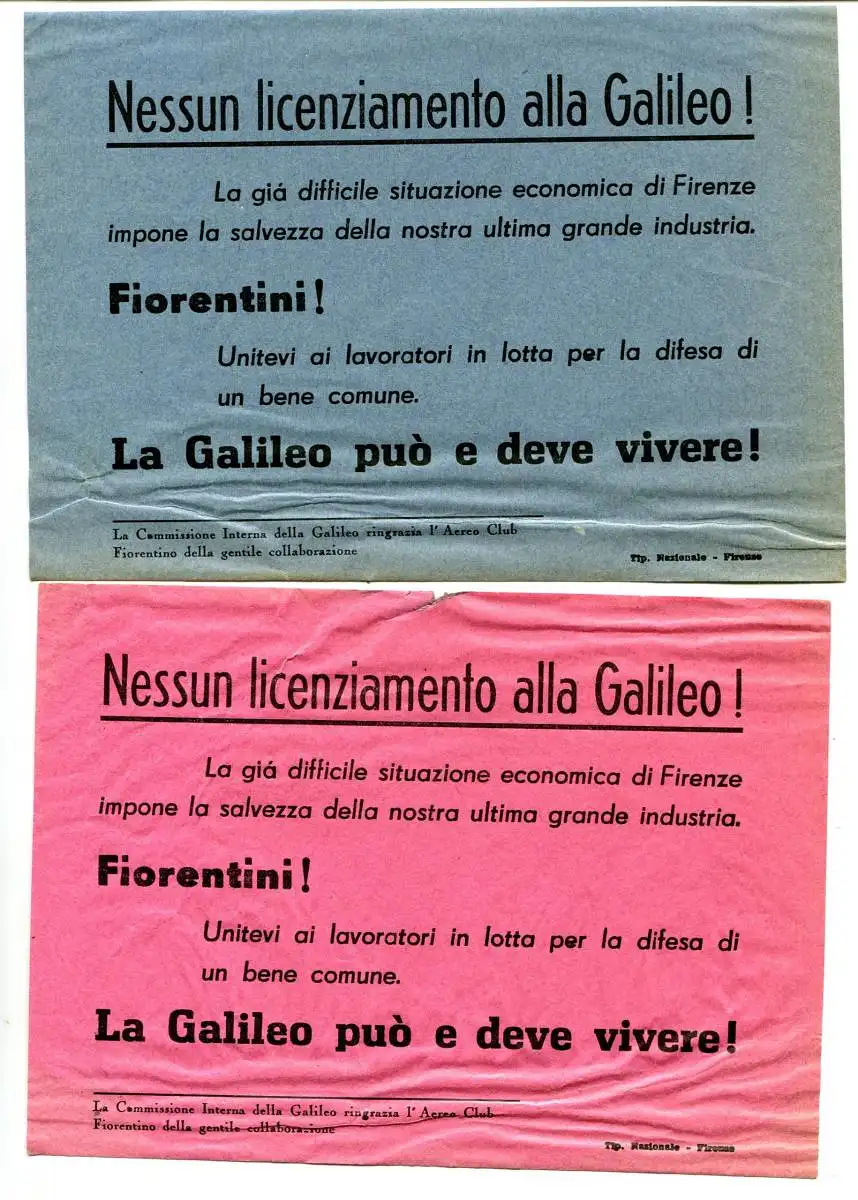 Nessun licenziamento alla Galileo !
La giá difficile situazione economica di Firenze
impone la salvezza della nostra ultima grande industria.
Fiorentini !
Unitevi ai lavoratori in lotta per la difesa di
un bene comune.
La Galileo può e deve vivere!
La Commissione Interna della Galileo ringrazia l' Aereo Club
Fiorentino della gentile collaborazione
Tip. Nazionale - Firenze
Nessun licenziamento alla Galileo !
La giá difficile situazione economica di Firenze
impone la salvezza della nostra ultima grande industria.
Fiorentini !
Unitevi ai lavoratori in lotta per la difesa di
un bene comune.
La Galileo può e deve vivere!
La Commissione Interna della Galileo ringrazia l' Aereo Club
Fiorentino della gentile collaborazione
Tip. Nazionale - Firenze